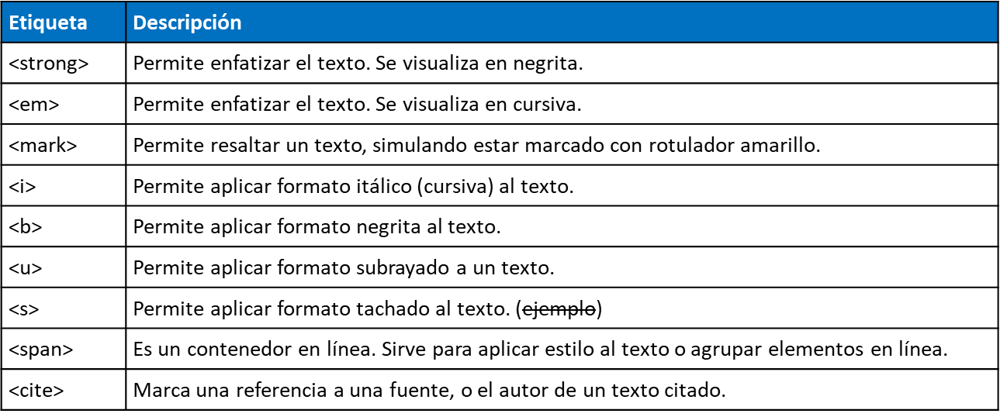 Etiqueta Descripción
<strong> Permite enfatizar el texto. Se visualiza en negrita.
<em> Permite enfatizar el texto. Se visualiza en cursiva.
<mark> Permite resaltar un texto, simulando estar marcado con rotulador amarillo.
<i> Permite aplicar formato itálico (cursiva) al texto.
<b> Permite aplicar formato negrita al texto.
<u> Permite aplicar formato subrayado a un texto.
<s> Permite aplicar formato tachado al texto. (ejemplo)
<span> Es un contenedor en línea. Sirve para aplicar estilo al texto o agrupar elementos en línea.
<cite> Marca una referencia a una fuente, o el autor de un texto citado.